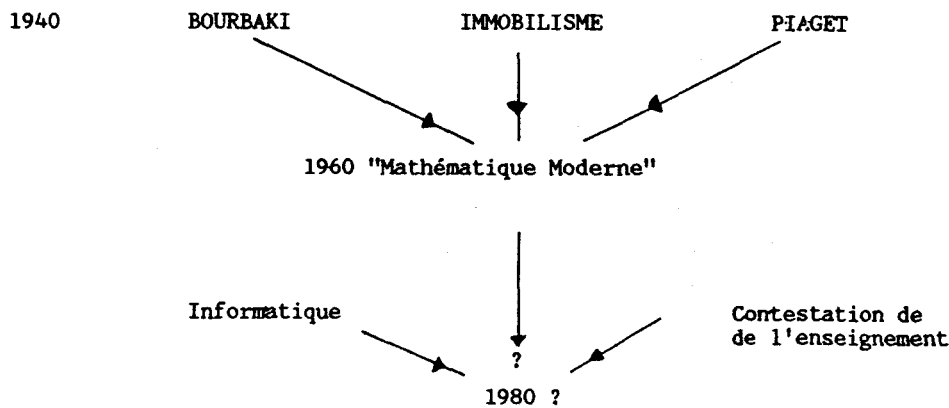 1940 BOURBAKI IMMOBILISME PIAGET
1960 "Mathématique Moderne"
Informatique
Contestation de
de l'enseignement
?
1980 ?